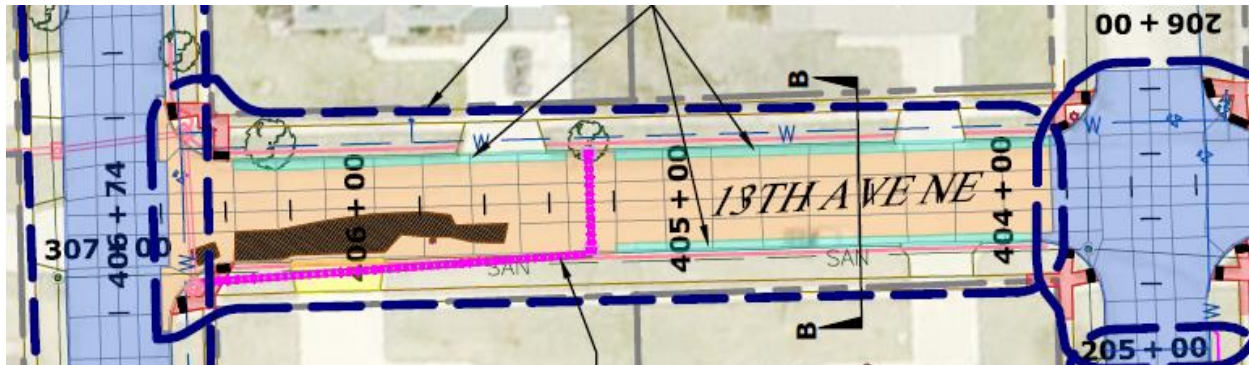 206 + 00
B
W
W
W
13TH AVE NE
404 + 00
405 + 00
406 + 00
406 + 74
307 + 00
W
SAN
SAN
W
B
205 + 00